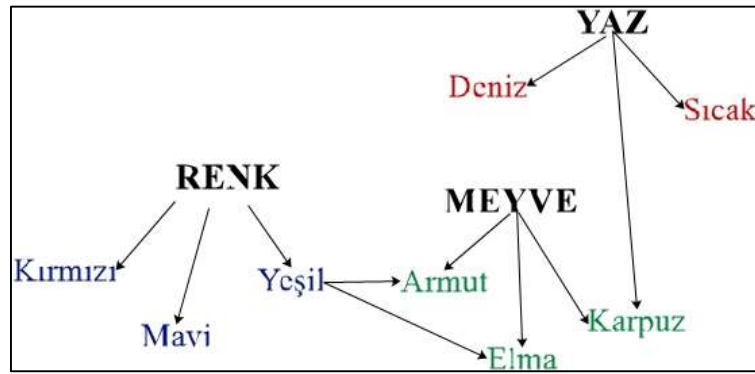 YAZ
Deniz
Sıcak
RENK
MEYVE
Kırmızı
Yeşil
Armut
Mavi
Karpuz
Elma